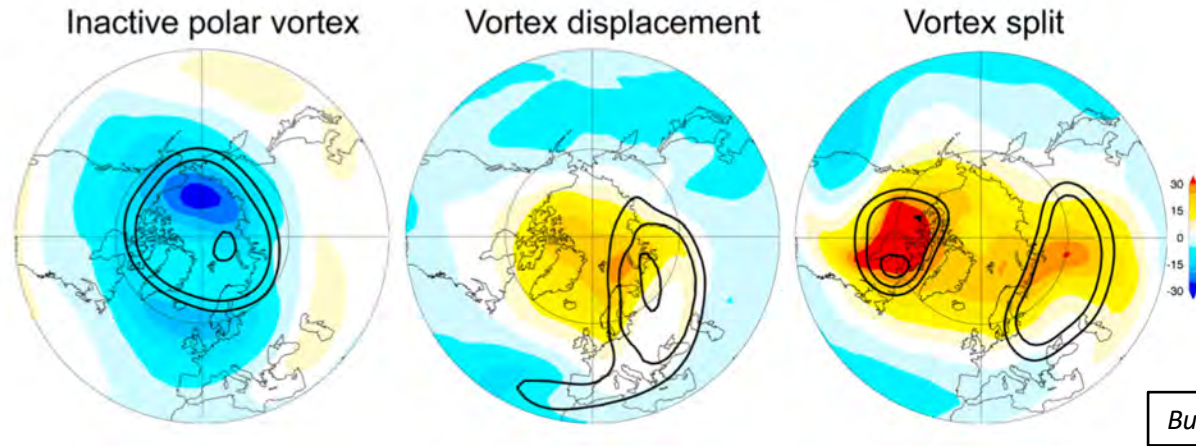 Inactive polar vortex
Vortex displacement
Vortex split
30
15
0
-15
-30
Bu